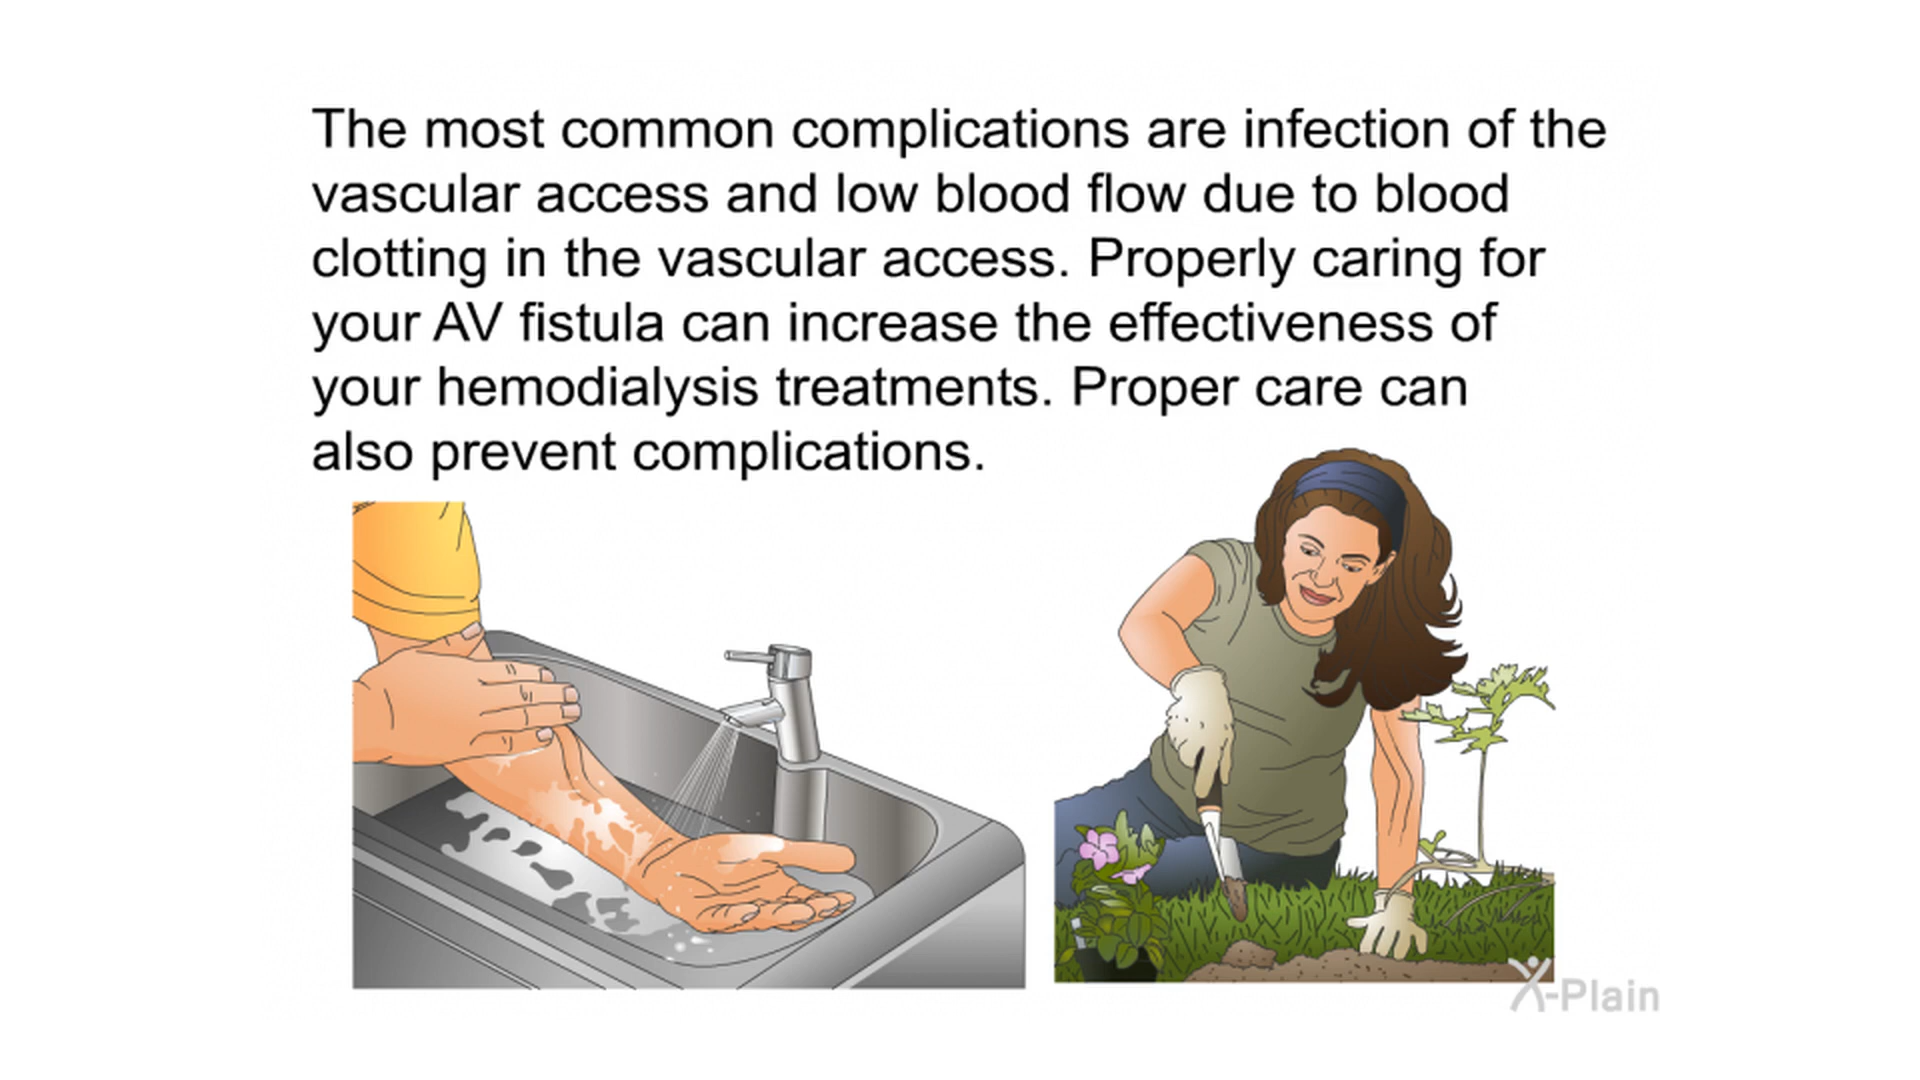 The most common complications are infection of the
vascular access and low blood flow due to blood
clotting in the vascular access. Properly caring for
your AV fistula can increase the effectiveness of
your hemodialysis treatments. Proper care can
also prevent complications.
X-Plain